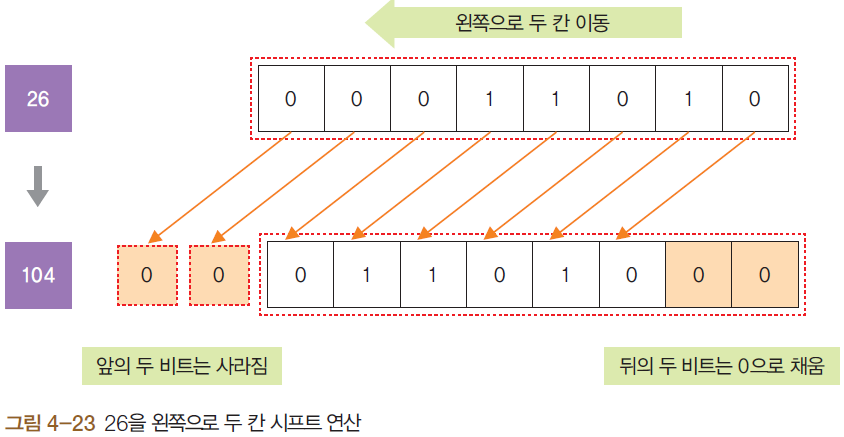 왼쪽으로 두 칸 이동
26
0 0 0 1 1 0 1 0
104
0 0 0 1 1 0 1 0 0 0
앞의 두 비트는 사라짐
뒤의 두 비트는 0으로 채움
그림 4-23 26을 왼쪽으로 두 칸 시프트 연산